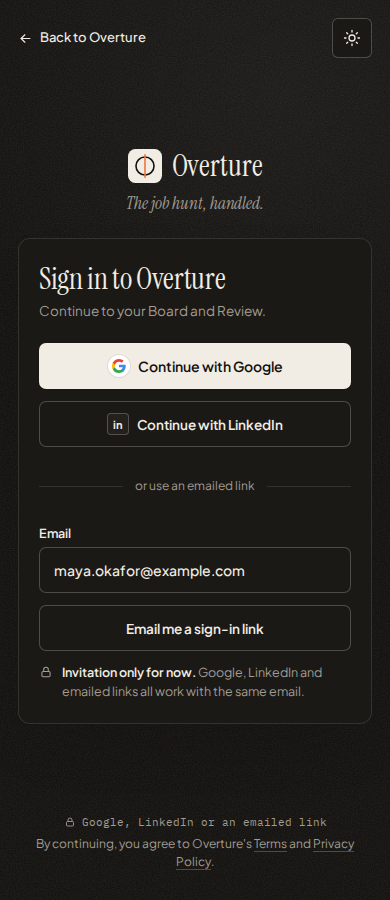 ← Back to Overture
Overture
The job hunt, handled.
Sign in to Overture
Continue to your Board and Review.
Continue with Google
in Continue with LinkedIn
or use an emailed link
Email
maya.okafor@example.com
Email me a sign-in link
Invitation only for now. Google, LinkedIn and
emailed links all work with the same email.
Google, LinkedIn or an emailed link
By continuing, you agree to Overture's Terms and Privacy
Policy.